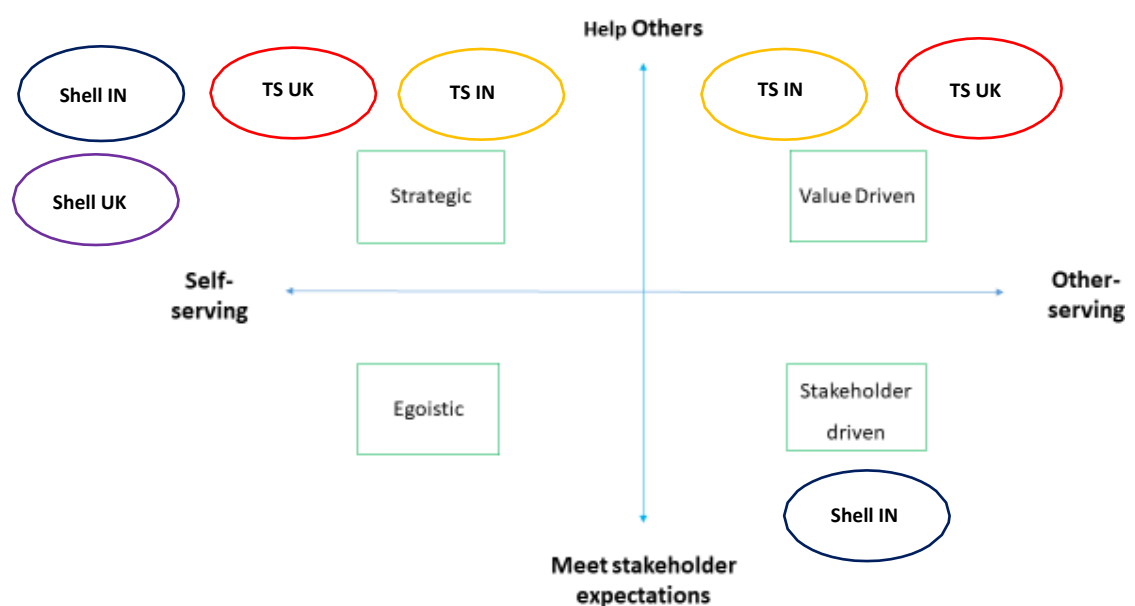 Help Others
Shell IN
TS UK
TS IN
TS IN
TS UK
Shell UK
Strategic
Value Driven
Self-
serving
Other-
serving
Egoistic
Stakeholder
driven
Shell IN
Meet stakeholder
expectations